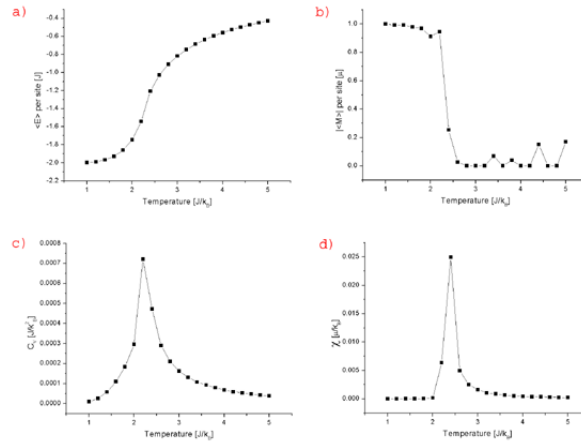 a)
-0.4
-0.6
-0.8
-1.0
-1.2
-1.4
-1.6
-1.8
-2.0
-2.2
<E> per site [J]
1 2 3 4 5
Temperature [J/k_B]
b)
1.0
0.8
0.6
0.4
0.2
0.0
|<M>| per site [μ]
1 2 3 4 5
Temperature [J/k_B]
c)
0.0008
0.0007
0.0006
0.0005
0.0004
0.0003
0.0002
0.0001
0.0000
C_v [J/k²_B]
1 2 3 4 5
Temperature [J/k_B]
d)
0.025
0.020
0.015
0.010
0.005
0.000
χ [μ/k_B]
1 2 3 4 5
Temperature [J/k_B]